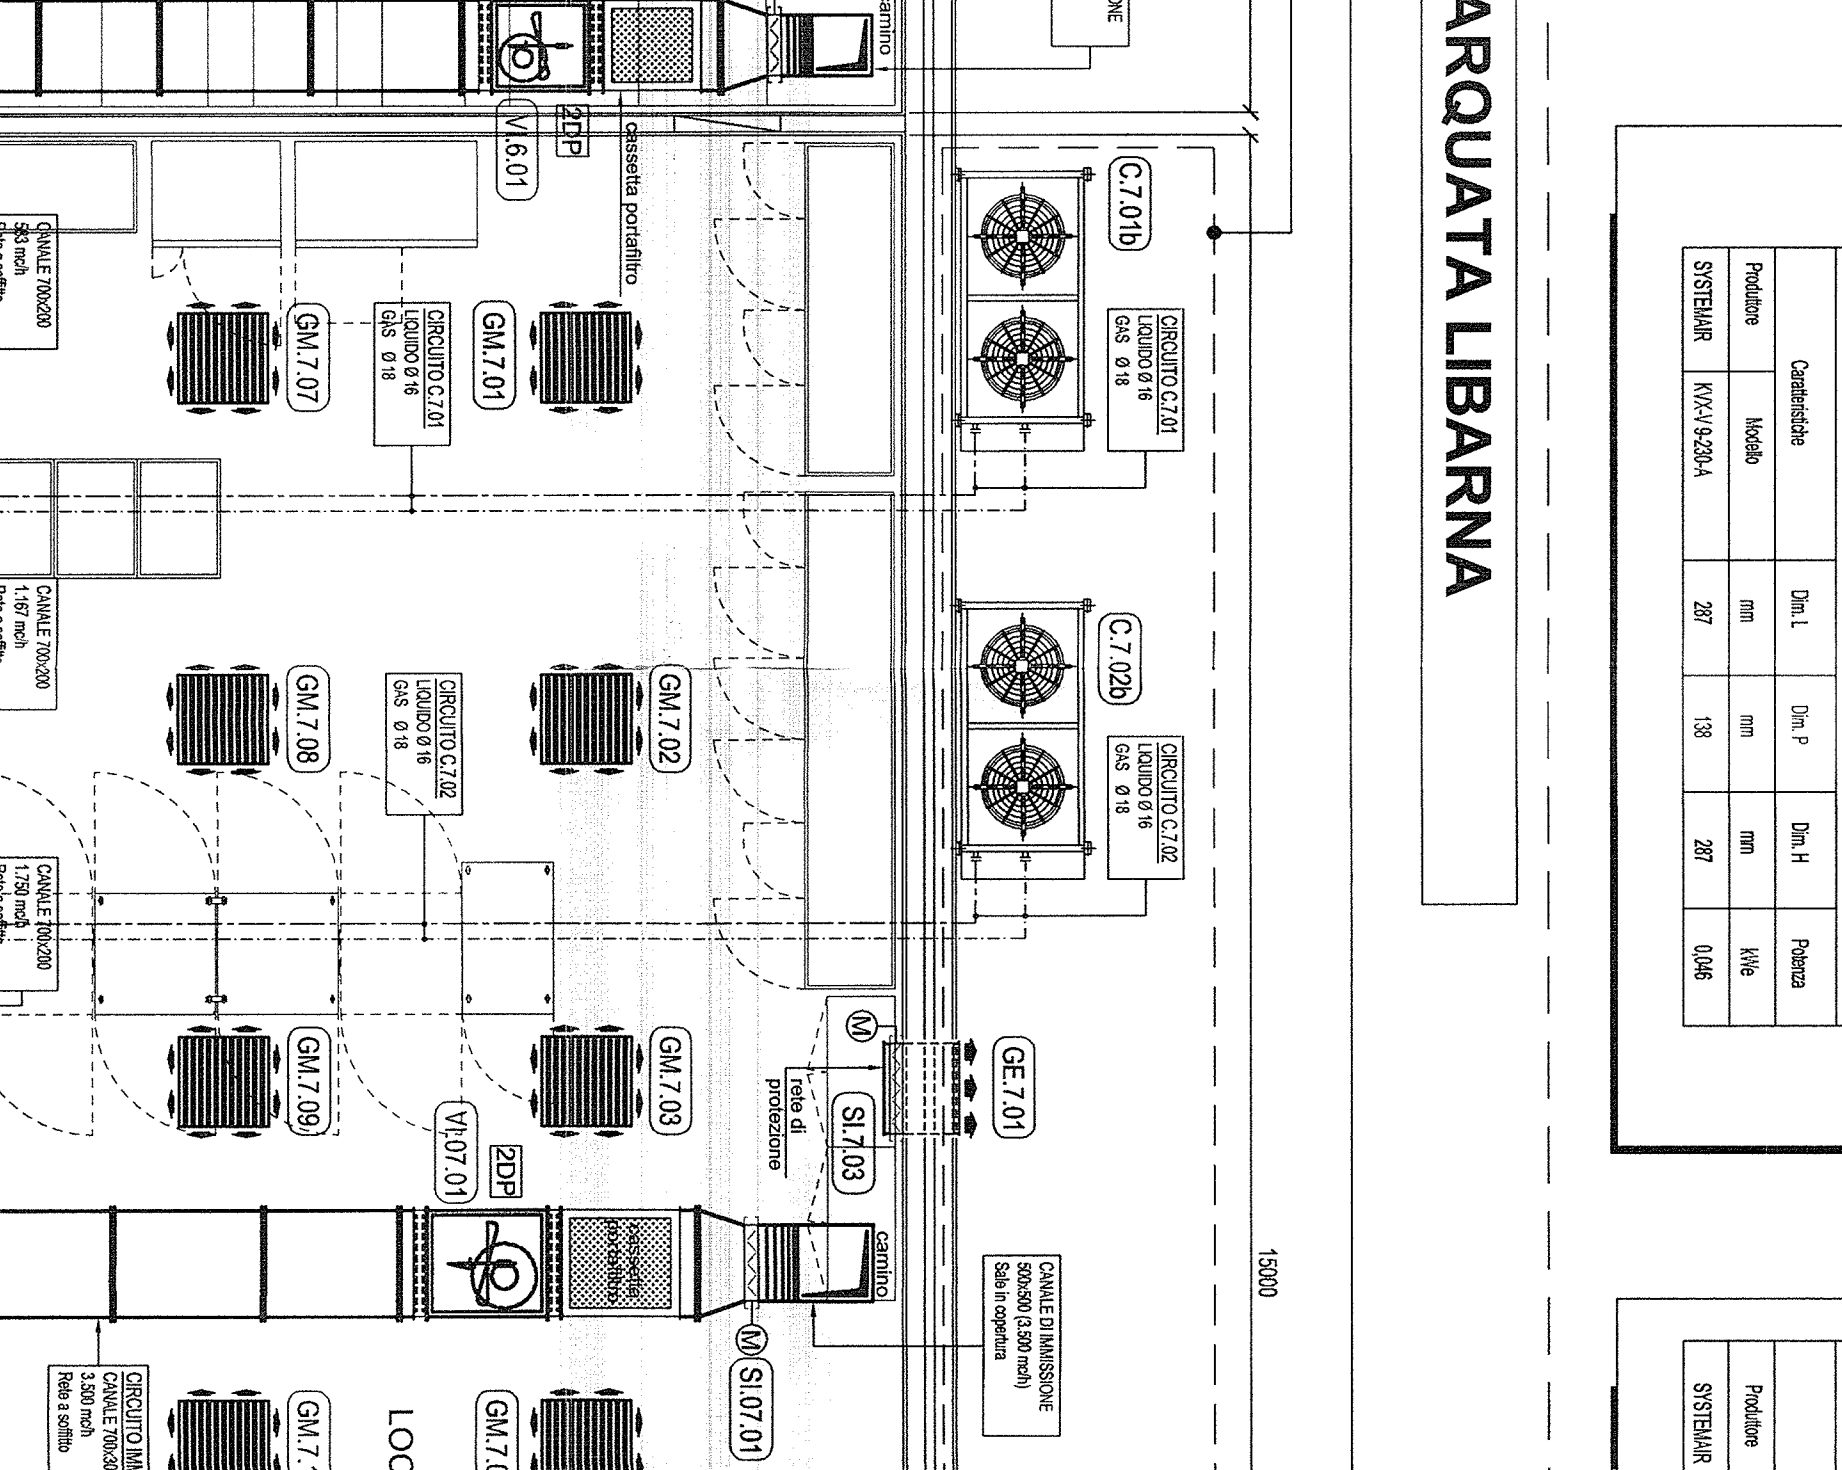 ARQUATA LIBARNA
Caratteristiche
Dim. L
Dim. P
Dim. H
Potenza
Produttore
Modello
mm
mm
mm
kWe
SYSTEMAIR
KVX-V 9-230-A
287
138
287
0,046
Produttore
SYSTEMAIR
15000
C.7.01b
CIRCUITO C.7.01
LIQUIDO Ø 16
GAS Ø 18
C.7.02b
CIRCUITO C.7.02
LIQUIDO Ø 16
GAS Ø 18
GE.7.01
CANALE DI IMMISSIONE
500x500 (3.500 mc/h)
Sale in copertura
camino
camino
M
SI.7.03
rete di
protezione
M
SI.07.01
cassetta portafiltro
cassetta
portafiltro
2DP
VI.6.01
2DP
VI.07.01
GM.7.01
GM.7.02
GM.7.03
CIRCUITO C.7.01
LIQUIDO Ø 16
GAS Ø 18
CIRCUITO C.7.02
LIQUIDO Ø 16
GAS Ø 18
GM.7.07
GM.7.08
GM.7.09
CANALE 700x200
583 mc/h
CANALE 700x200
1.167 mc/h
CANALE 700x200
1.750 mc/h
3.500 mc/h
Rete a soffitto